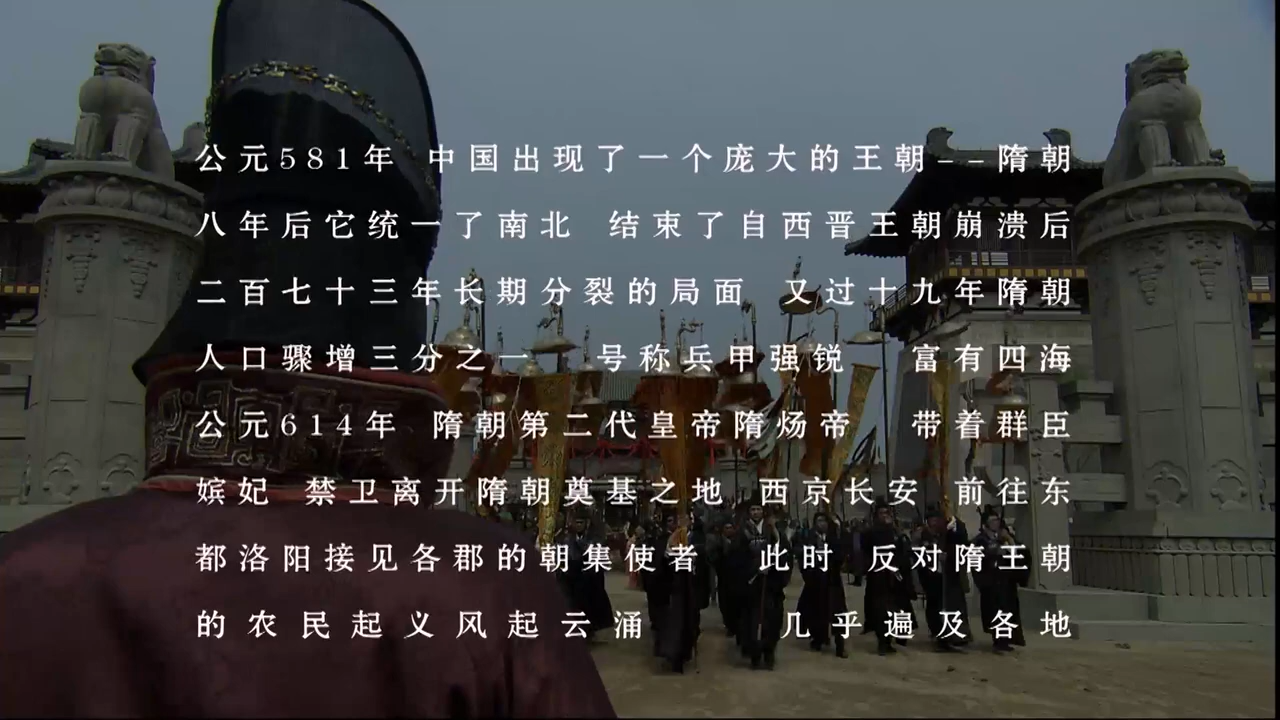 公元581年 中国出现了一个庞大的王朝--隋朝
八年后它统一了南北 结束了自西晋王朝崩溃后
二百七十三年长期分裂的局面 又过十九年隋朝
人口骤增三分之一 号称兵甲强锐 富有四海
公元614年 隋朝第二代皇帝隋炀帝 带着群臣
嫔妃 禁卫离开隋朝奠基之地 西京长安 前往东
都洛阳接见各郡的朝集使者 此时 反对隋王朝
的农民起义风起云涌 几乎遍及各地